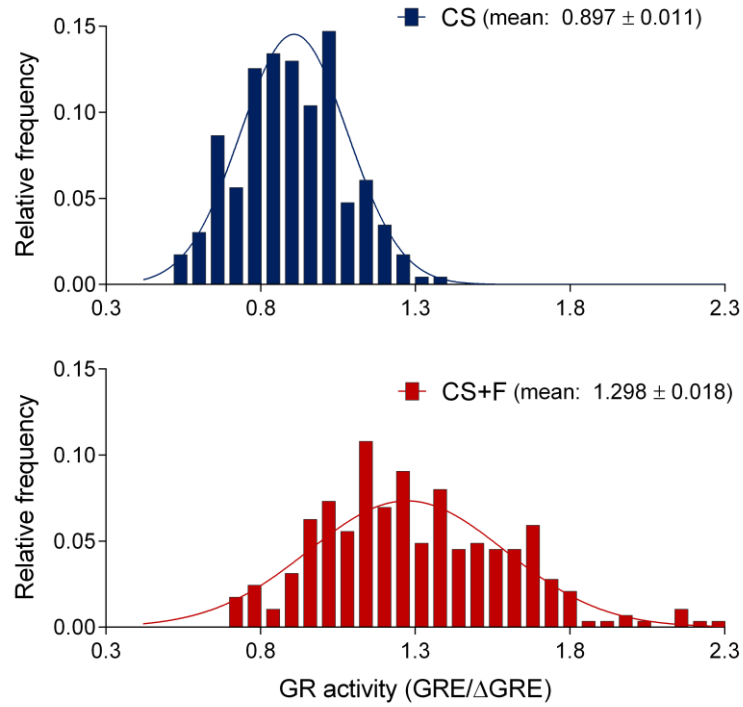 CS (mean: 0.897 ± 0.011)
0.15
0.10
0.05
0.00
Relative frequency
0.3 0.8 1.3 1.8 2.3
CS+F (mean: 1.298 ± 0.018)
0.15
0.10
0.05
0.00
Relative frequency
0.3 0.8 1.3 1.8 2.3
GR activity (GRE/ΔGRE)